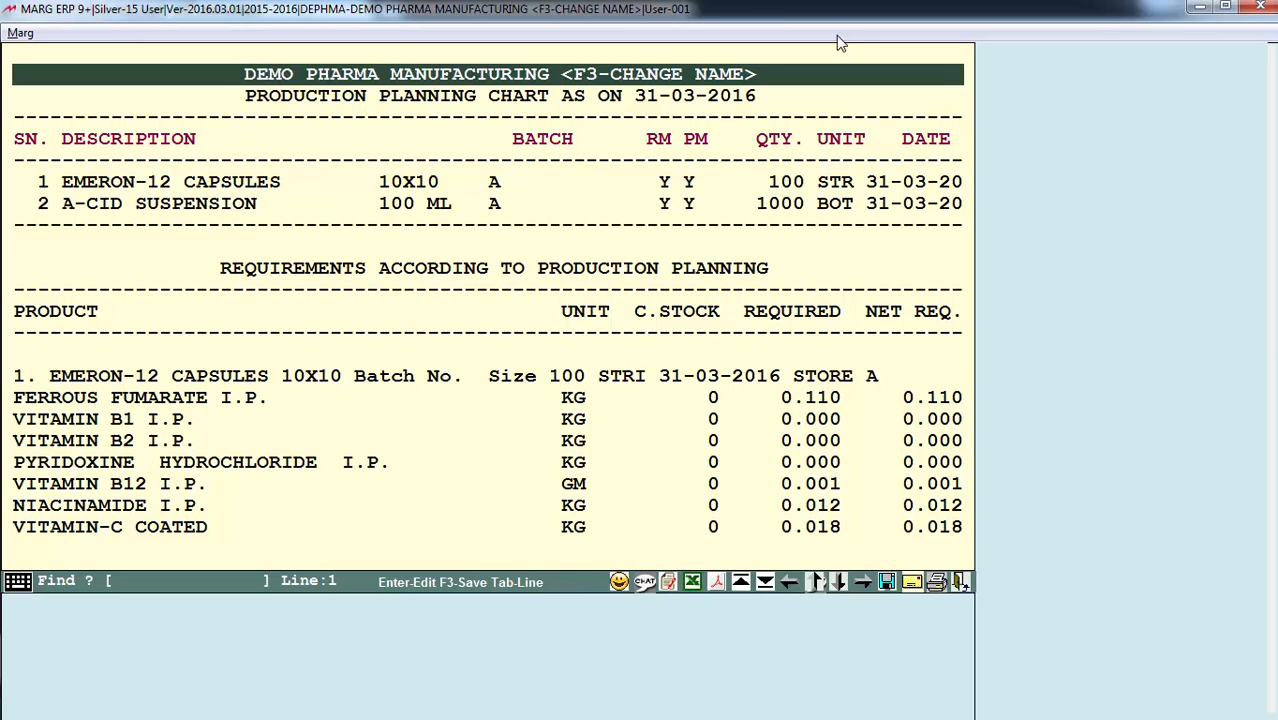 MARG ERP 9+|Silver-15 User|Ver-2016.03.01|2015-2016|DEPHMA-DEMO PHARMA MANUFACTURING <F3-CHANGE NAME>|User-001
Marg
DEMO PHARMA MANUFACTURING <F3-CHANGE NAME>
PRODUCTION PLANNING CHART AS ON 31-03-2016
SN. DESCRIPTION BATCH RM PM QTY. UNIT DATE
1 EMERON-12 CAPSULES 10X10 A Y Y 100 STR 31-03-20
2 A-CID SUSPENSION 100 ML A Y Y 1000 BOT 31-03-20
REQUIREMENTS ACCORDING TO PRODUCTION PLANNING
PRODUCT UNIT C.STOCK REQUIRED NET REQ.
1. EMERON-12 CAPSULES 10X10 Batch No. Size 100 STRI 31-03-2016 STORE A
FERROUS FUMARATE I.P. KG 0 0.110 0.110
VITAMIN B1 I.P. KG 0 0.000 0.000
VITAMIN B2 I.P. KG 0 0.000 0.000
PYRIDOXINE HYDROCHLORIDE I.P. KG 0 0.000 0.000
VITAMIN B12 I.P. GM 0 0.001 0.001
NIACINAMIDE I.P. KG 0 0.012 0.012
VITAMIN-C COATED KG 0 0.018 0.018
Find ? [ ] Line:1 Enter-Edit F3-Save Tab-Line CHAT